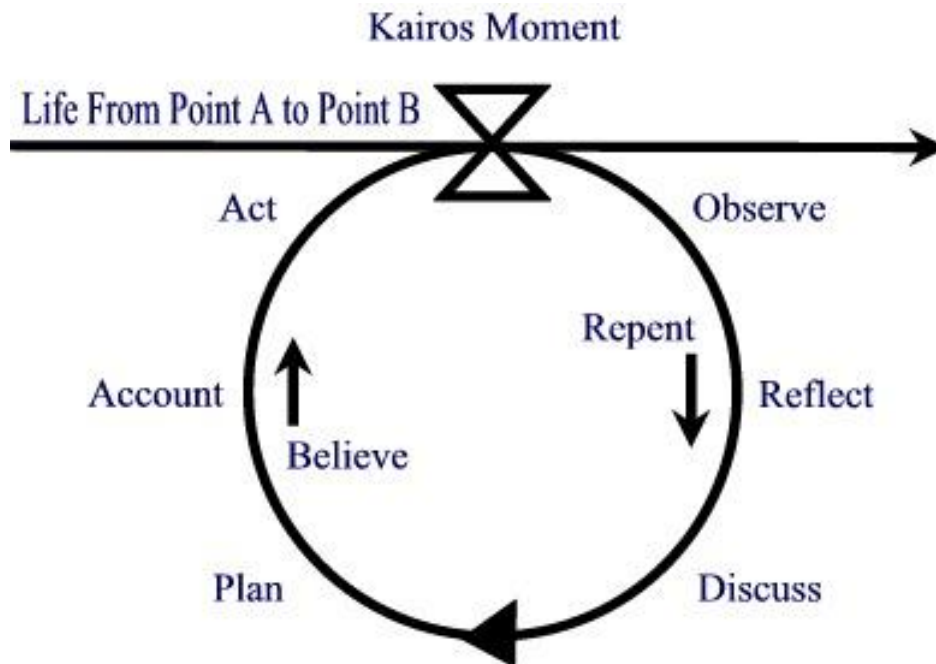 Kairos Moment
Life From Point A to Point B
Act
Observe
Repent
Account
Reflect
Believe
Plan
Discuss